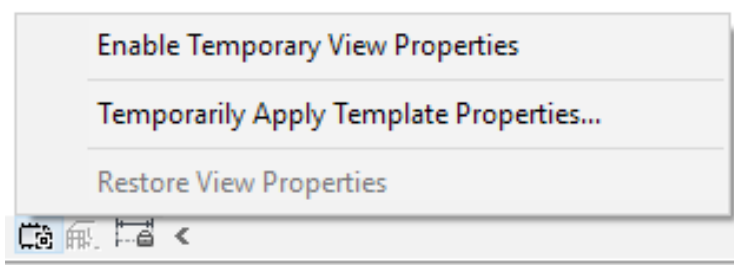 Enable Temporary View Properties
Temporarily Apply Template Properties...
Restore View Properties